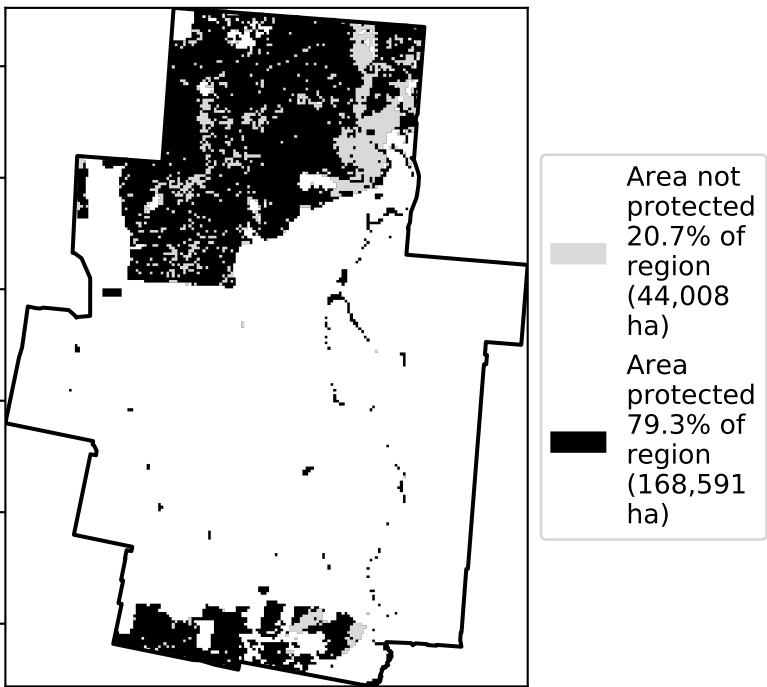 Area not
protected
20.7% of
region
(44,008
ha)
Area
protected
79.3% of
region
(168,591
ha)